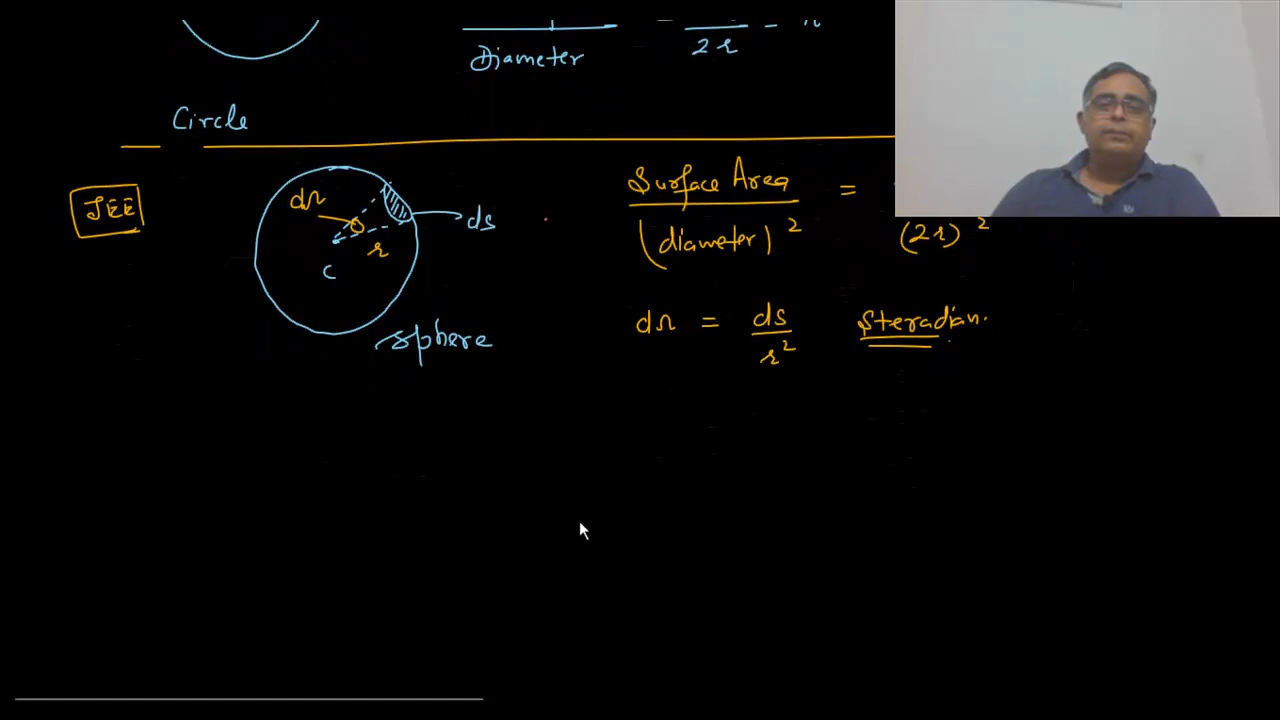 Diameter
2r
Circle
JEE
dΩ
ds
r
C
sphere
Surface Area =
(diameter)² (2r)²
dΩ = ds/r² Steradian.